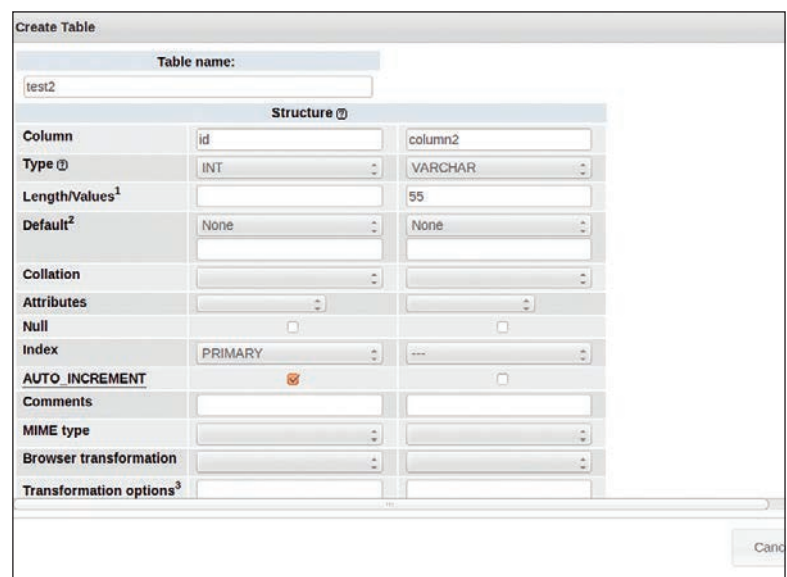 Create Table
Table name:
test2
Structure
Column id column2
Type INT VARCHAR
Length/Values1 55
Default2 None None
Collation
Attributes
Null
Index PRIMARY ---
AUTO_INCREMENT
Comments
MIME type
Browser transformation
Transformation options3
Canc